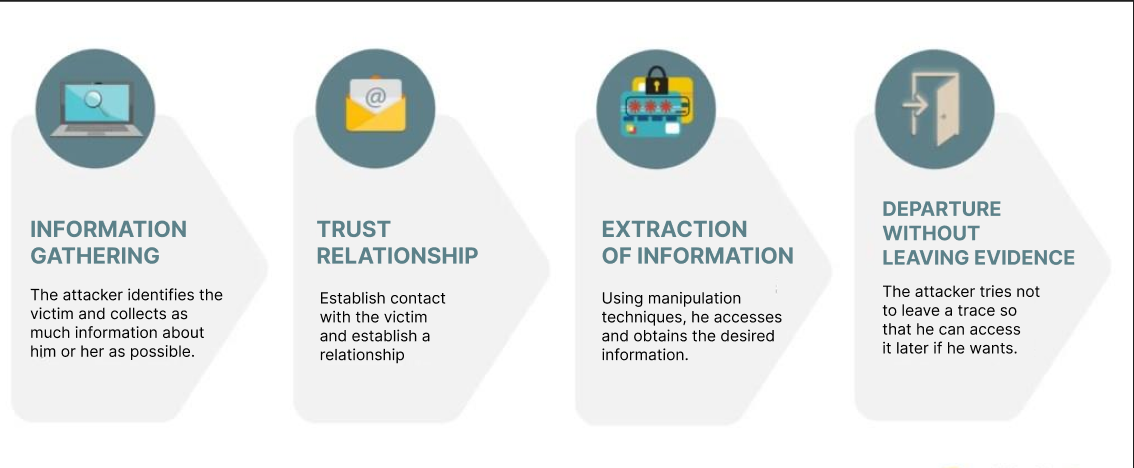 INFORMATION
GATHERING
The attacker identifies the
victim and collects as
much information about
him or her as possible.
@
TRUST
RELATIONSHIP
Establish contact
with the victim
and establish a
relationship
EXTRACTION
OF INFORMATION
Using manipulation
techniques, he accesses
and obtains the desired
information.
DEPARTURE
WITHOUT
LEAVING EVIDENCE
The attacker tries not
to leave a trace so
that he can access
it later if he wants.